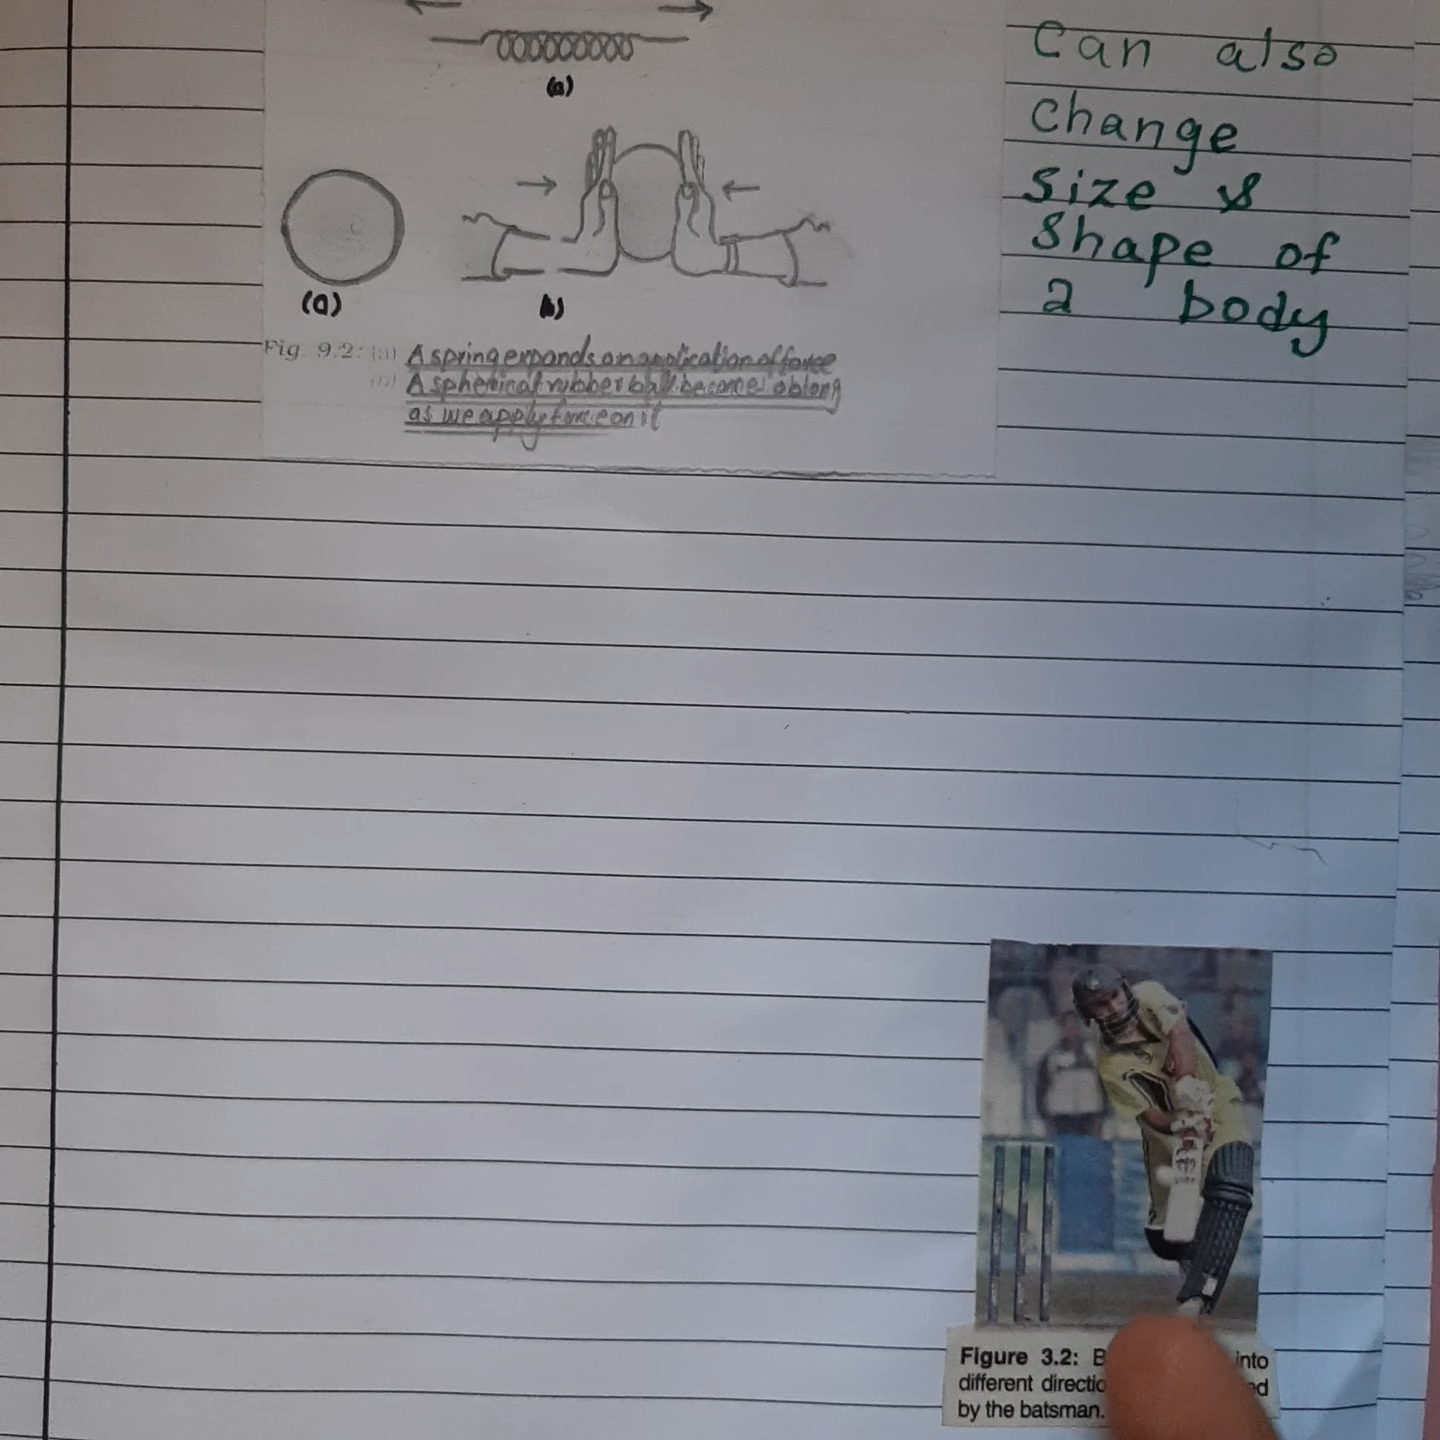 can also
change
size &
shape of
a body
(a)
(a)
b)
Fig. 9.2: (a) A spring expands on application of force
A spherical rubber ball become oblong
as we apply force on it
Figure 3.2: B into
different directio
by the batsman.